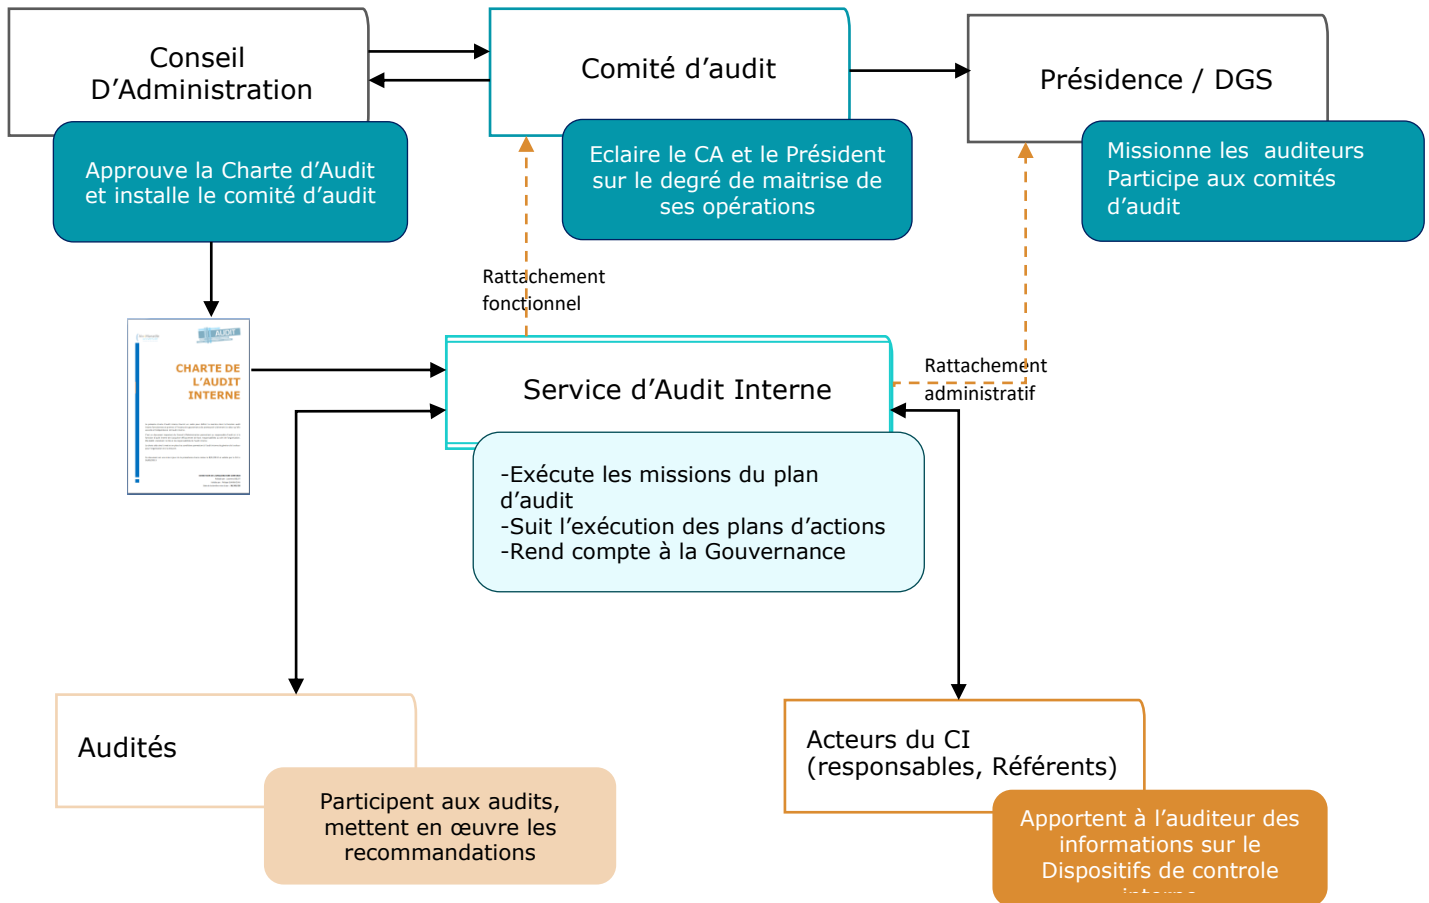 Conseil
D’Administration
Comité d’audit
Présidence / DGS
Approuve la Charte d’Audit
et installe le comité d’audit
Eclaire le CA et le Président
sur le degré de maitrise de
ses opérations
Missionne les auditeurs
Participe aux comités
d’audit
Rattachement
fonctionnel
AUDIT
CHARTE DE
L’AUDIT
INTERNE
Service d’Audit Interne
Rattachement
administratif
-Exécute les missions du plan
d’audit
-Suit l’exécution des plans d’actions
-Rend compte à la Gouvernance
Audités
Participent aux audits,
mettent en œuvre les
recommandations
Acteurs du CI
(responsables, Référents)
Apportent à l’auditeur des
informations sur le
Dispositifs de controle